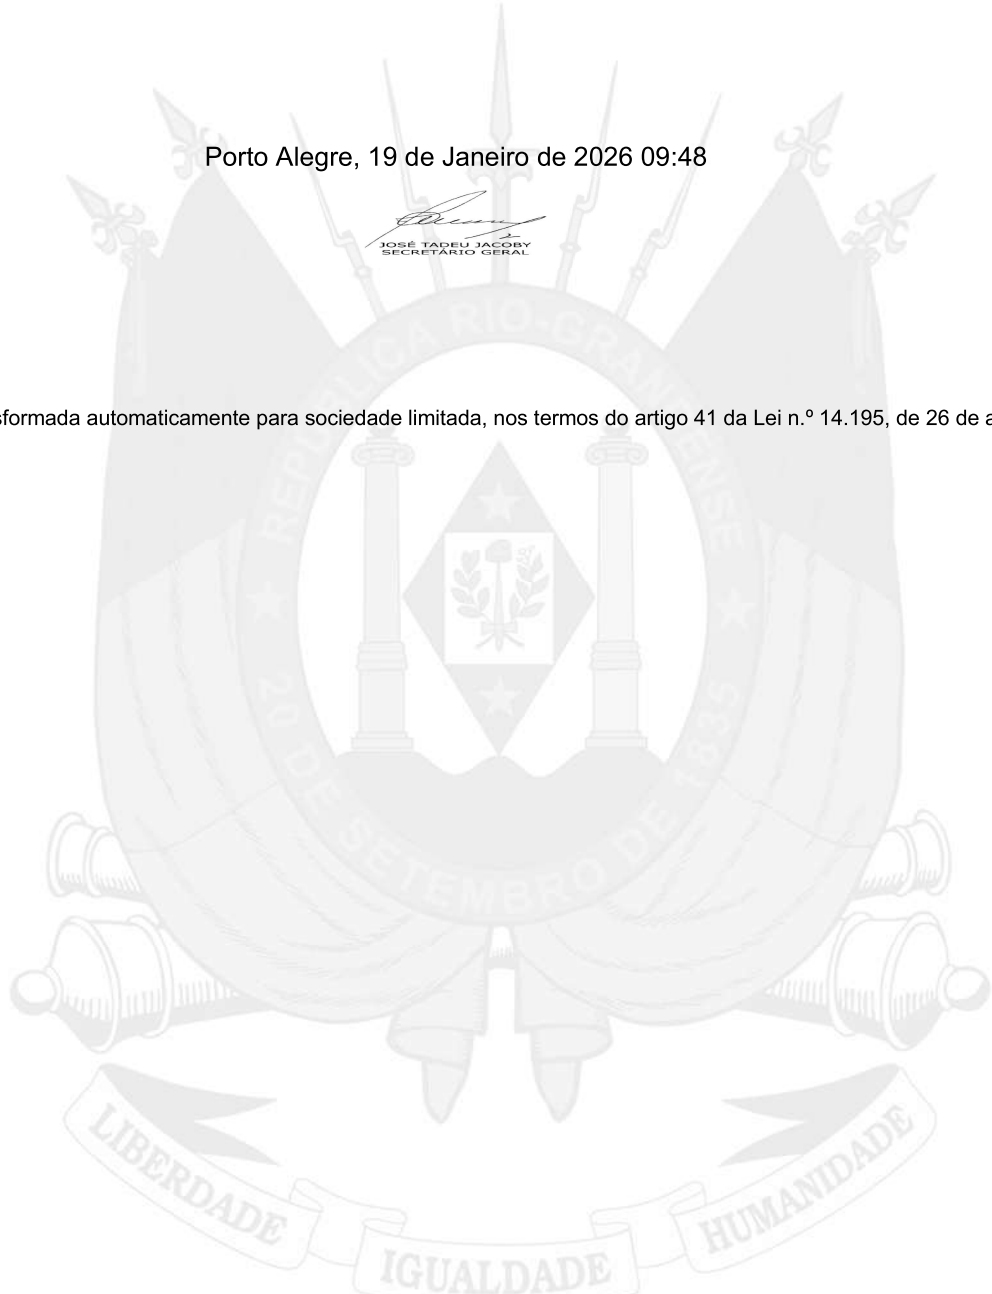 Porto Alegre, 19 de Janeiro de 2026 09:48
JOSÉ TADEU JACOBY
SECRETÁRIO GERAL
REPÚBLICA RIO-GRANDENSE
sformada automaticamente para sociedade limitada, nos termos do artigo 41 da Lei n.º 14.195, de 26 de a
20 DE SETEMBRO DE 1835
LIBERDADE
IGUALDADE
HUMANIDADE